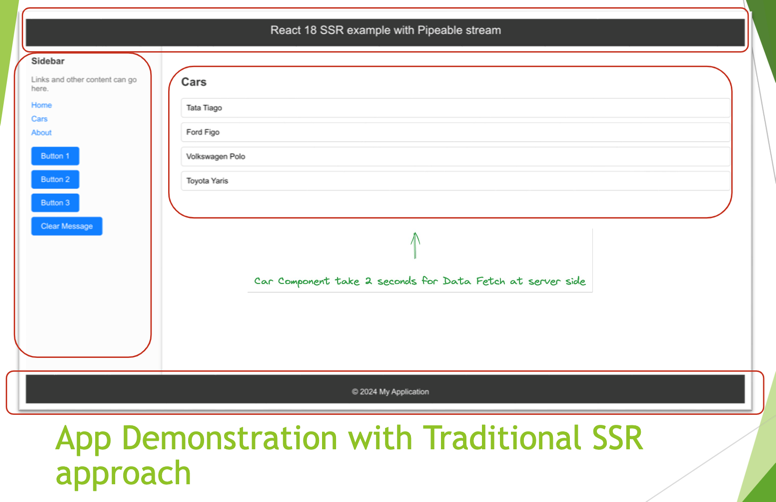 React 18 SSR example with Pipeable stream
Sidebar
Links and other content can go
here.
Home
Cars
About
Button 1
Button 2
Button 3
Clear Message
Cars
Tata Tiago
Ford Figo
Volkswagen Polo
Toyota Yaris
Car Component take 2 seconds for Data Fetch at server side
© 2024 My Application
App Demonstration with Traditional SSR
approach